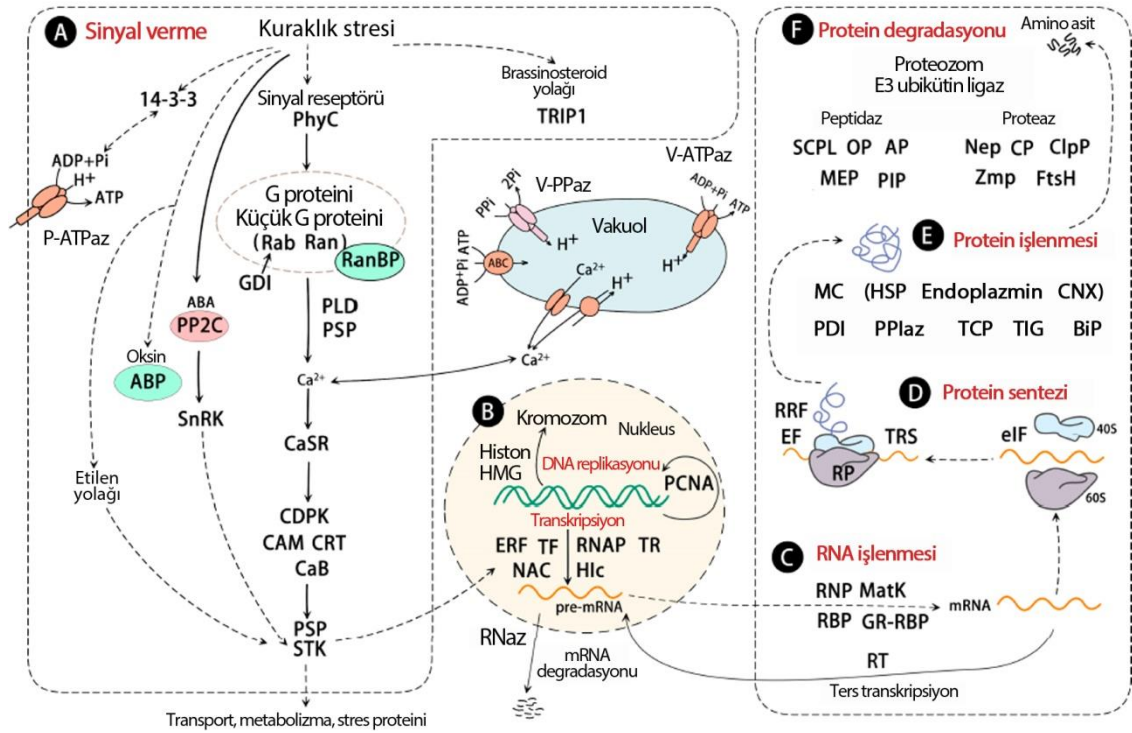 A Sinyal verme
Kuraklık stresi
14-3-3
Sinyal reseptörü
PhyC
Brassinosteroid
yolağı
TRIP1
ADP+Pi
H+
ATP
P-ATPaz
G proteini
Küçük G proteini
(Rab Ran)
RanBP
GDI
PLD
PSP
ABA
PP2C
Oksin
ABP
SnRK
Ca2+
CaSR
Etilen
yolağı
CDPK
CAM CRT
CaB
PSP
STK
Transport, metabolizma, stres proteini
V-ATPaz
V-PPaz
2Pi
PPi
ADP+Pi
ATP
Vakuol
H+
H+
ADP+Pi ATP
ABC
Ca2+
H+
Ca2+
B
Kromozom
Nukleus
Histon
HMG
DNA replikasyonu
PCNA
Transkripsiyon
ERF TF RNAP TR
NAC HIc
pre-mRNA
RNaz
mRNA
degradasyonu
F Protein degradasyonu
Amino asit
Proteozom
E3 ubikütin ligaz
Peptidaz
Proteaz
SCPL OP AP
Nep CP ClpP
MEP PIP
Zmp FtsH
E Protein işlenmesi
MC (HSP Endoplazmin CNX)
PDI PPlaz TCP TIG BiP
D Protein sentezi
RRF
EF
TRS
RP
eIF
40S
60S
C RNA işlenmesi
RNP MatK
RBP GR-RBP
mRNA
RT
Ters transkripsiyon